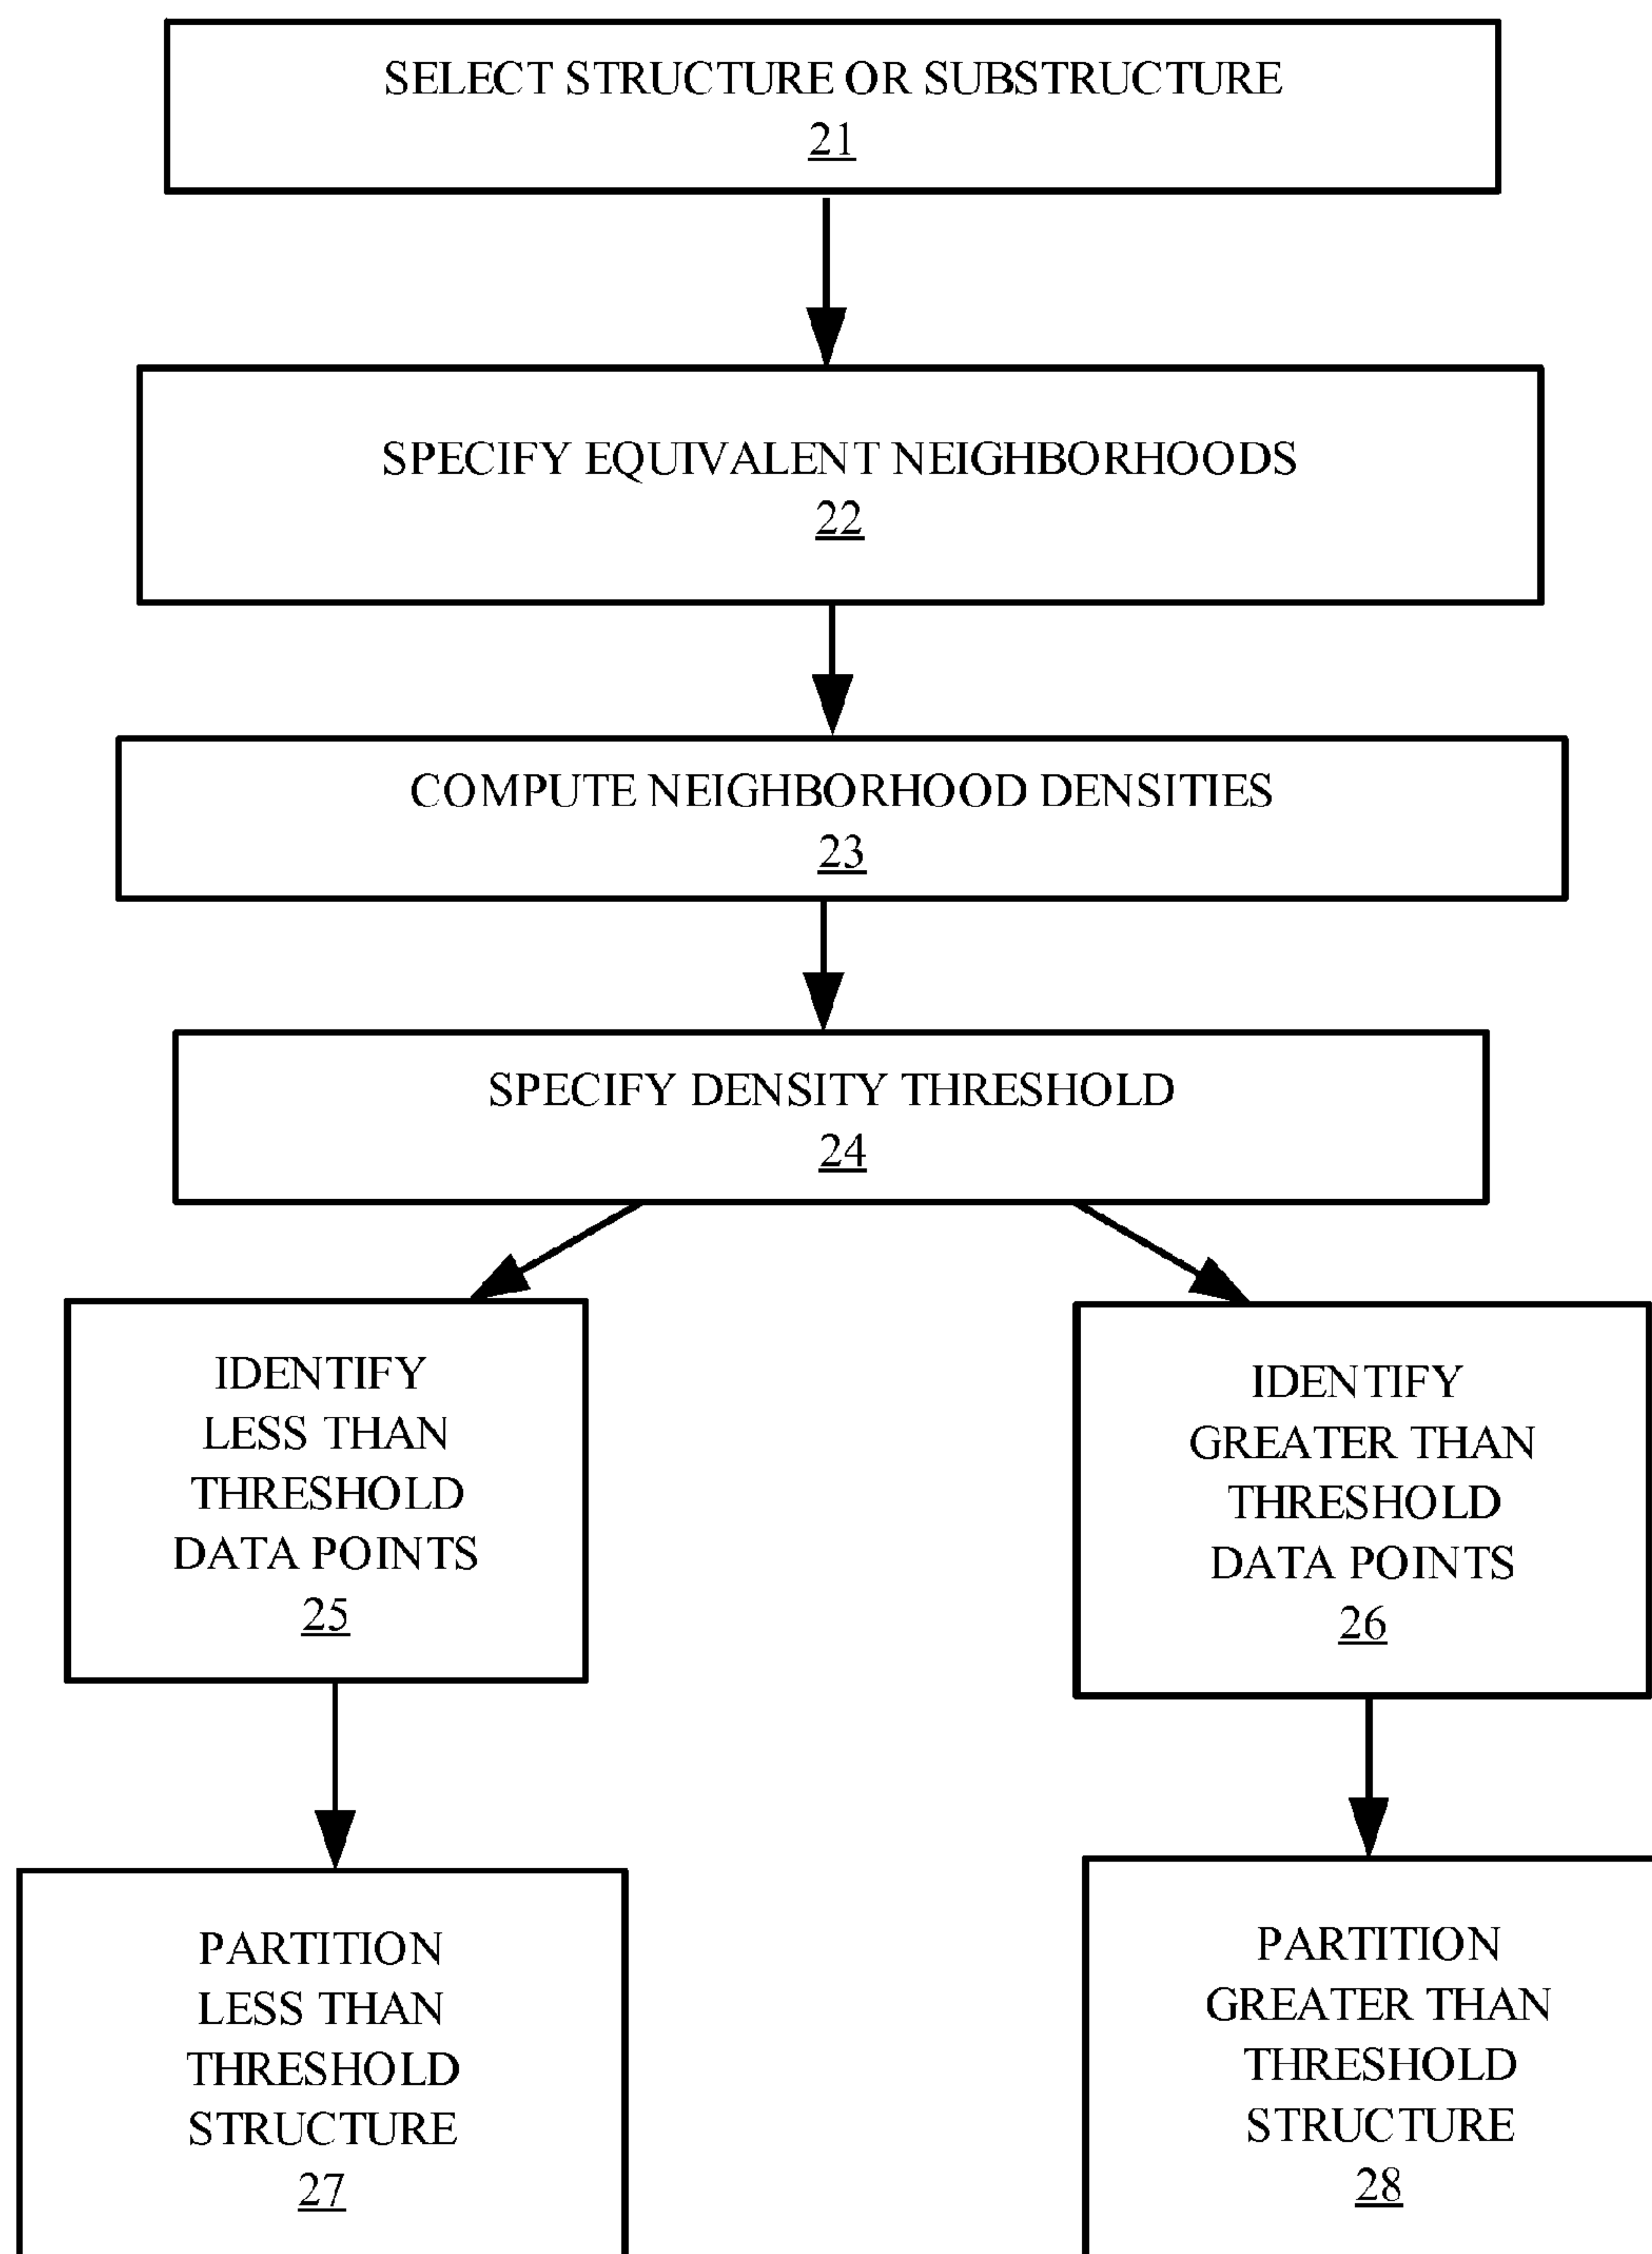 SELECT STRUCTURE OR SUBSTRUCTURE
21
SPECIFY EQUIVALENT NEIGHBORHOODS
22
COMPUTE NEIGHBORHOOD DENSITIES
23
SPECIFY DENSITY THRESHOLD
24
IDENTIFY
LESS THAN
THRESHOLD
DATA POINTS
25
IDENTIFY
GREATER THAN
THRESHOLD
DATA POINTS
26
PARTITION
LESS THAN
THRESHOLD
STRUCTURE
27
PARTITION
GREATER THAN
THRESHOLD
STRUCTURE
28